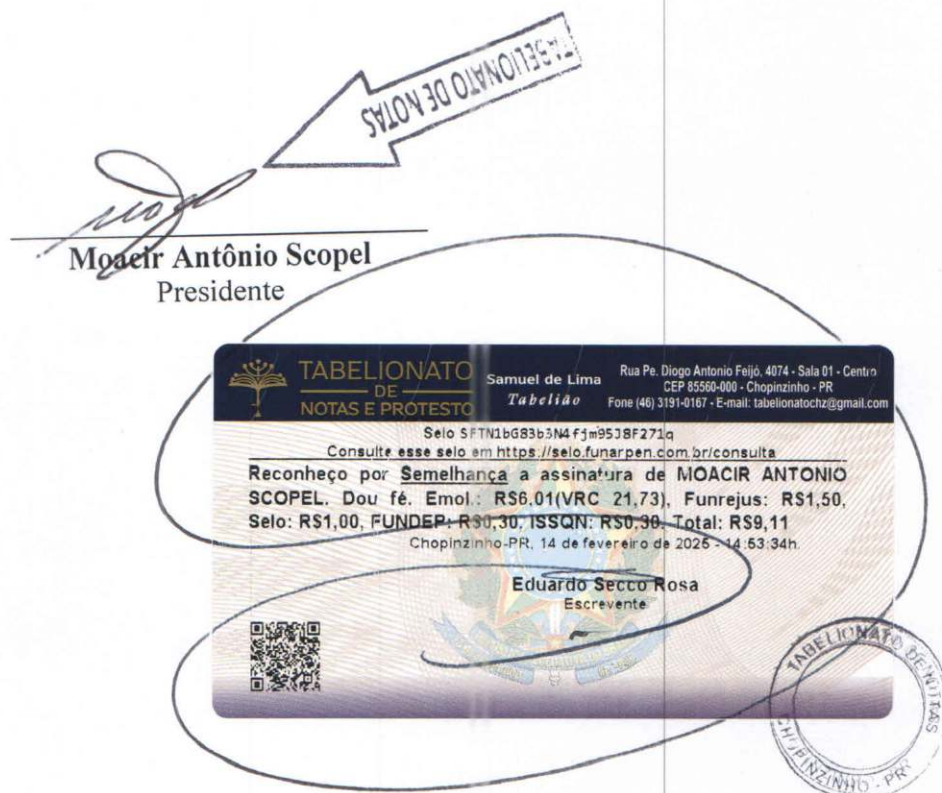 TABELIONATO DE NOTAS
Moacir Antônio Scopel
Presidente
TABELIONATO
DE
NOTAS E PROTESTO
Samuel de Lima
Tabelião
Rua Pe. Diogo Antonio Feijó, 4074 - Sala 01 - Centro
CEP 85560-000 - Chopinzinho - PR
Fone (46) 3191-0167 - E-mail: tabelionatochz@gmail.com
Selo SFTN1bG83b3N4fjm95J8F271q
Consulte esse selo em https://selo.funarpen.com.br/consulta
Reconheço por Semelhança a assinatura de MOACIR ANTONIO
SCOPEL. Dou fé. Emol.: R$6.01(VRC 21,73), Funrejus: R$1,50,
Selo: R$1,00, FUNDEP: R$0,30, ISSQN: R$0,30, Total: R$9,11
Chopinzinho-PR, 14 de fevereiro de 2025 - 14:53:34h.
Eduardo Secco Rosa
Escrevente
TABELIONATO DE NOTAS
CHOPINZINHO - PR